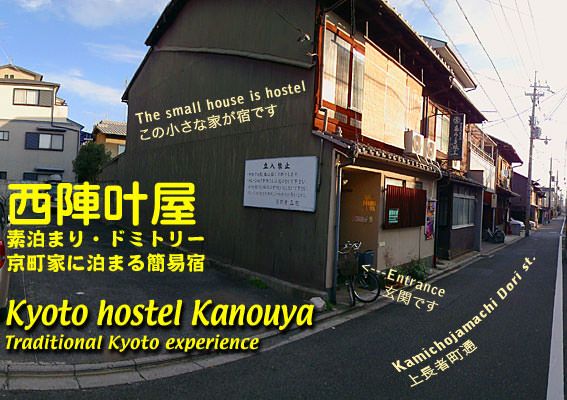 The small house is hostel
この小さな家が宿です
立入禁止
西陣叶屋
素泊まり・ドミトリー
京町家に泊まる簡易宿
Kyoto hostel Kanouya
Traditional Kyoto experience
<---Entrance
玄関です
Kamichojamachi Dori st.
上長者町通